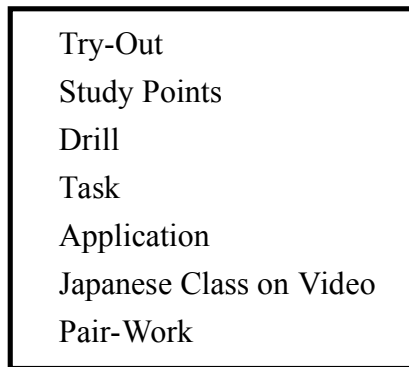 Try-Out
Study Points
Drill
Task
Application
Japanese Class on Video
Pair-Work